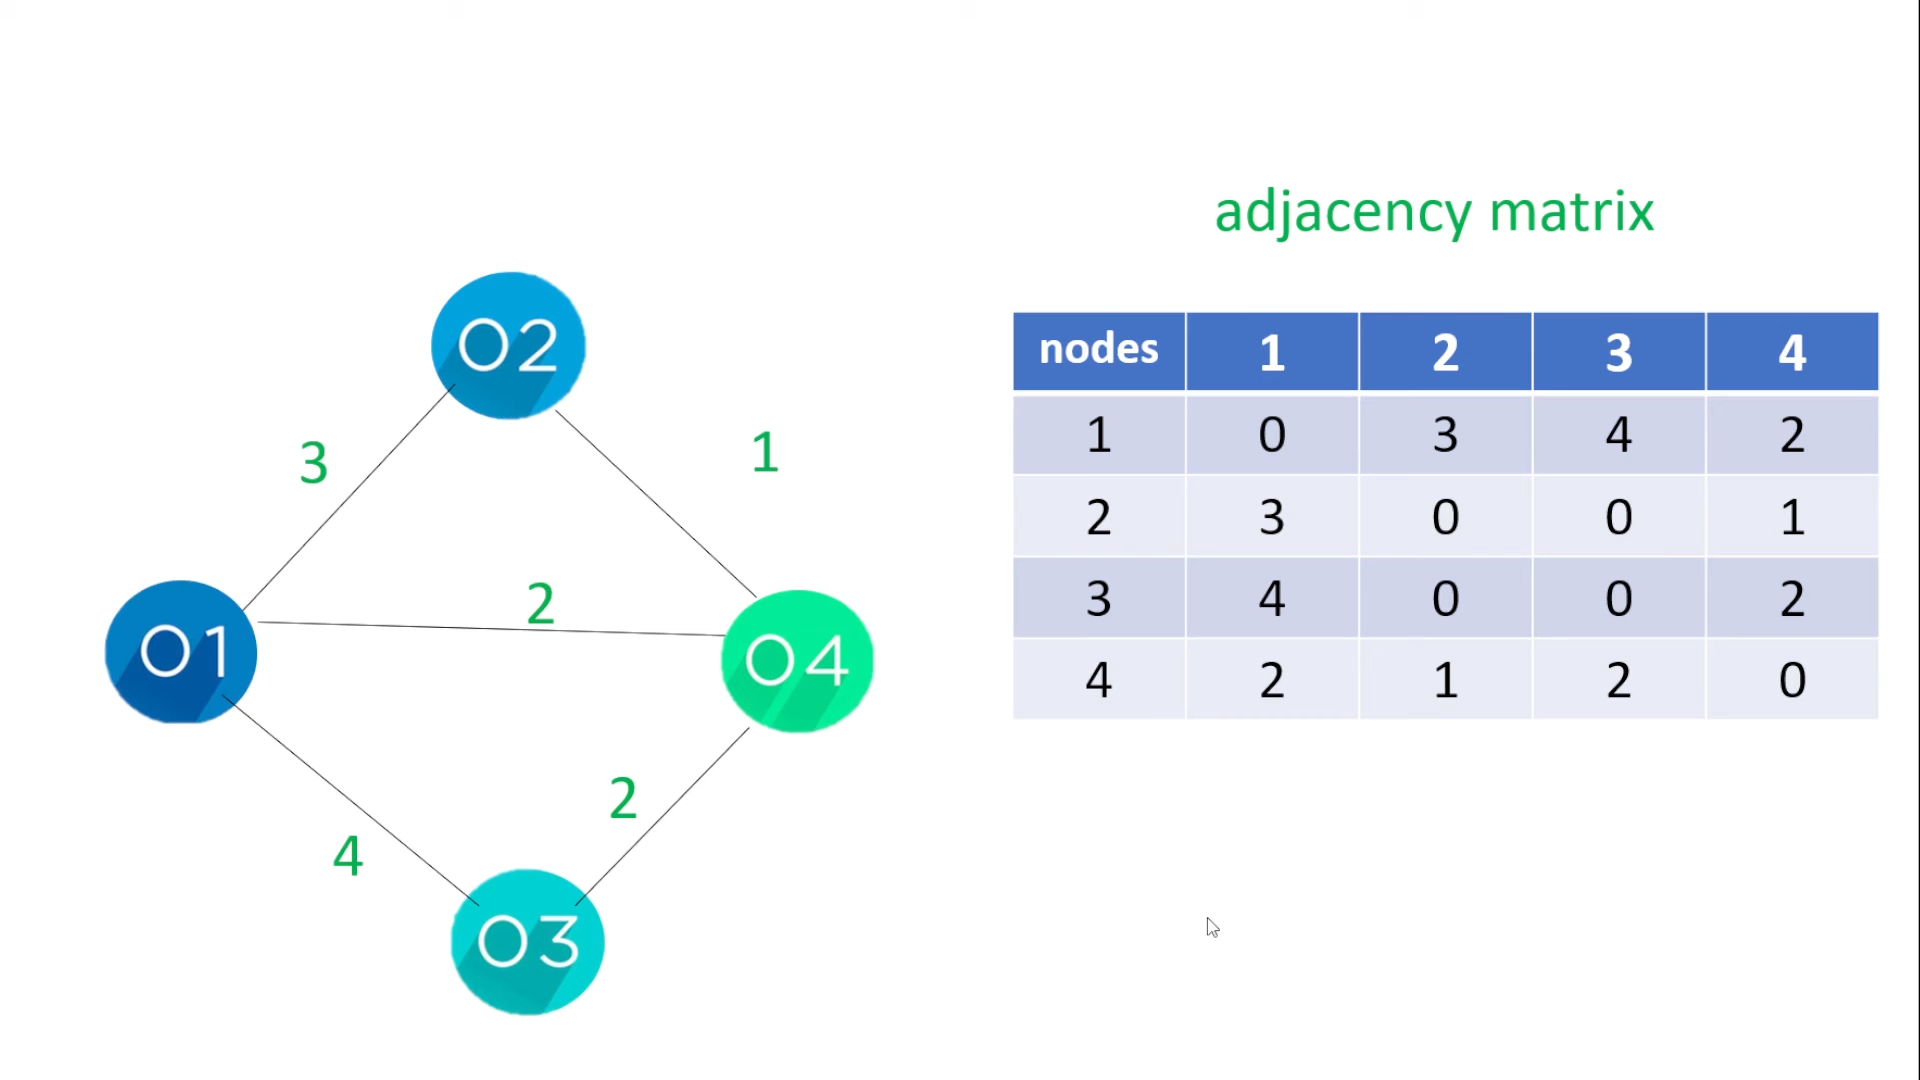 adjacency matrix
02
3
1
2
01
04
2
4
03
nodes 1 2 3 4
1 0 3 4 2
2 3 0 0 1
3 4 0 0 2
4 2 1 2 0